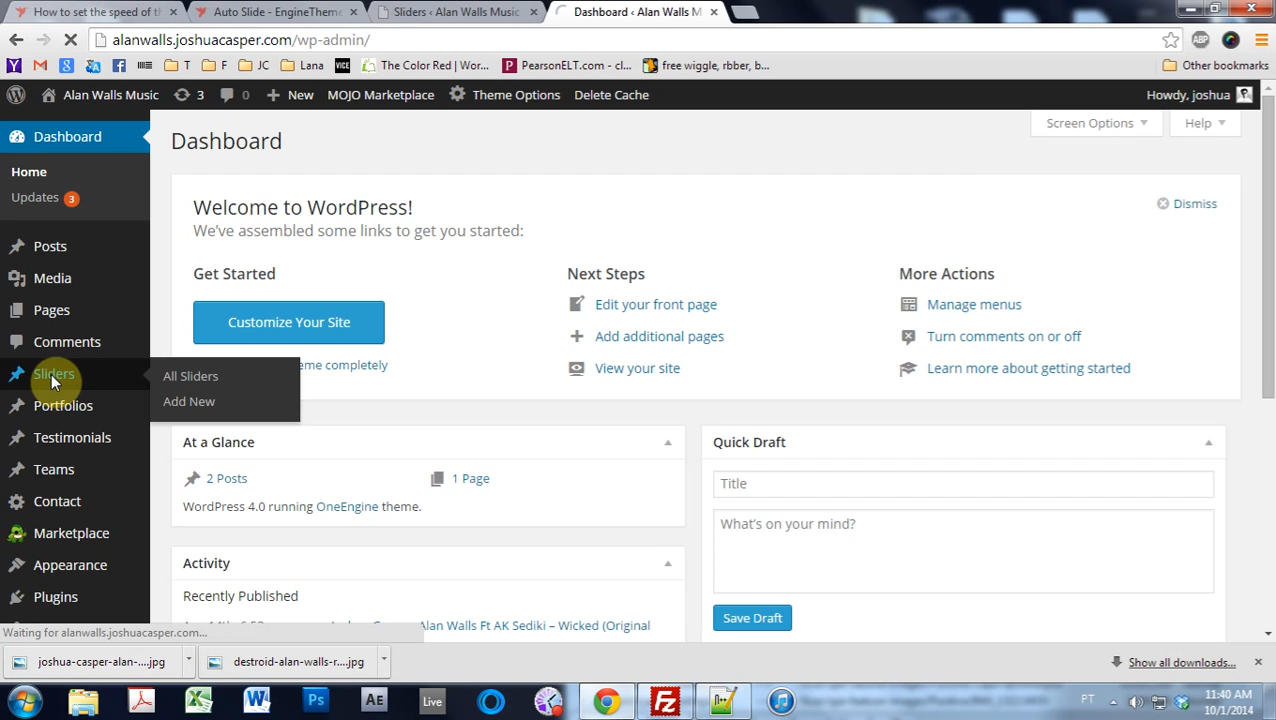 How to set the speed of th
Auto Slide - EngineThem
Sliders ‹ Alan Walls Music
Dashboard ‹ Alan Walls M
alanwalls.joshuacasper.com/wp-admin/
ABP
T
F
JC
Lana
VICE
The Color Red | Wor...
PearsonELT.com - cl...
free wiggle, rbber, b...
Other bookmarks
Alan Walls Music
3
0
New
MOJO Marketplace
Theme Options
Delete Cache
Howdy, joshua
Dashboard
Home
Updates 3
Posts
Media
Pages
Comments
Sliders
All Sliders
Add New
Portfolios
Testimonials
Teams
Contact
Marketplace
Appearance
Plugins
Dashboard
Screen Options
Help
Welcome to WordPress!
Dismiss
We've assembled some links to get you started:
Get Started
Customize Your Site
eme completely
Next Steps
Edit your front page
Add additional pages
View your site
More Actions
Manage menus
Turn comments on or off
Learn more about getting started
At a Glance
2 Posts
1 Page
WordPress 4.0 running OneEngine theme.
Activity
Recently Published
Alan Walls Ft AK Sediki – Wicked (Original
Quick Draft
Title
What's on your mind?
Save Draft
Waiting for alanwalls.joshuacasper.com...
joshua-casper-alan-....jpg
destroid-alan-walls-r....jpg
Show all downloads...
Ps
AE
Live
PT
11:40 AM
10/1/2014